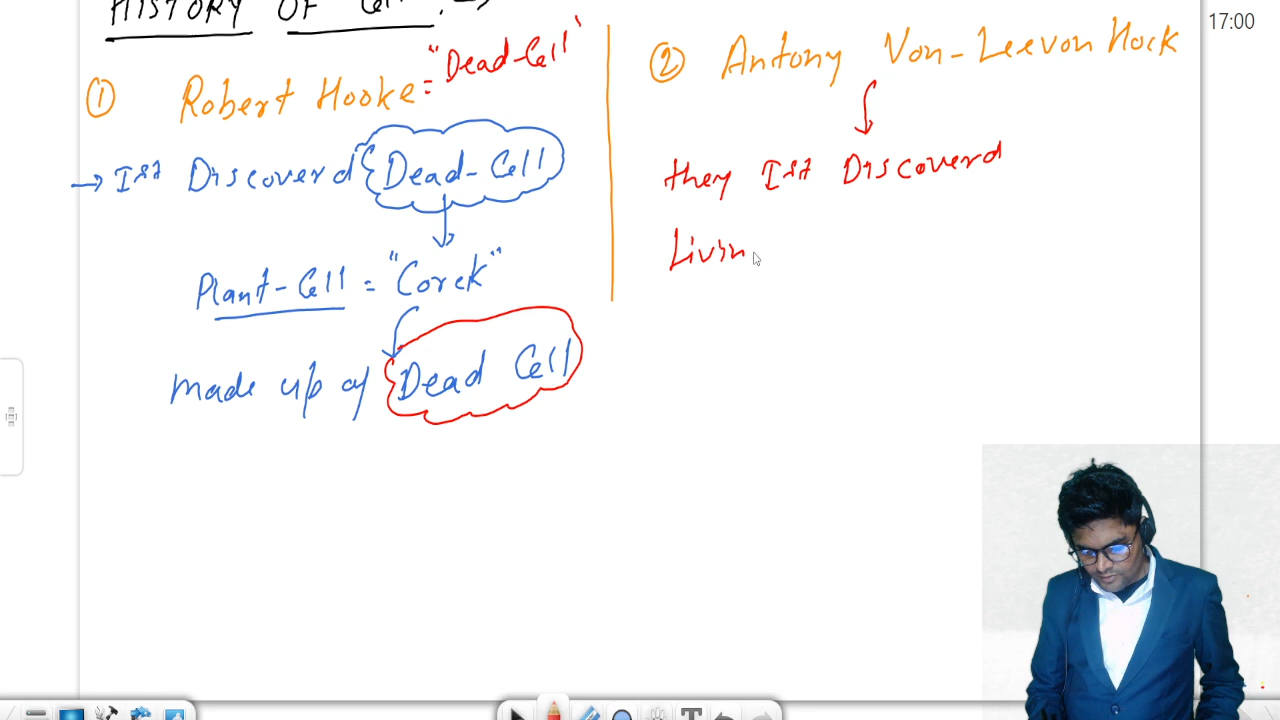 HISTORY OF Cell :→
17:00
① Robert Hooke = "Dead-Cell"
→ Ist Discoverd {Dead-Cell
Plant-Cell = "Corek"
made up of {Dead Cell
② Antony Von-Leevon Hock
they Ist Discoverd
Livin